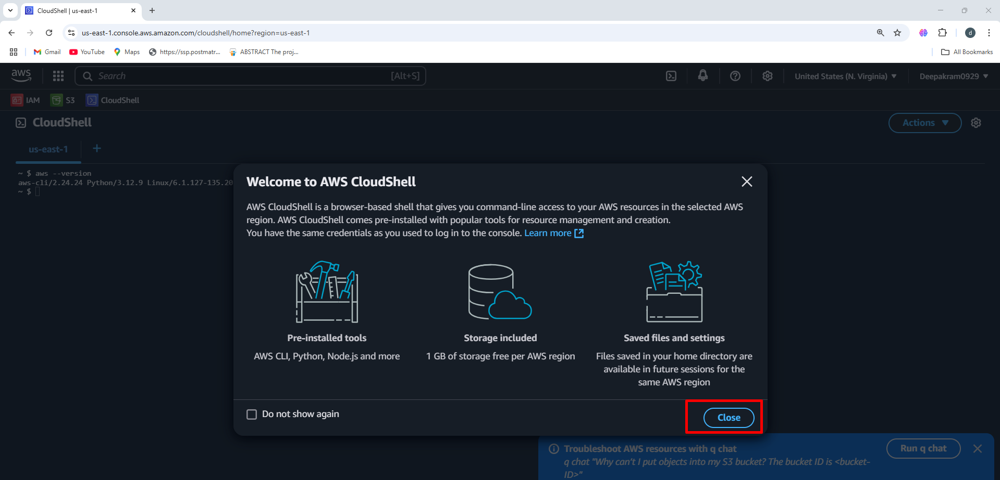 CloudShell | us-east-1
us-east-1.console.aws.amazon.com/cloudshell/home?region=us-east-1
d
Gmail
YouTube
Maps
https://ssp.postmatr...
ABSTRACT The proj...
All Bookmarks
aws
Search
[Alt+S]
United States (N. Virginia)
Deepakram0929
IAM
S3
CloudShell
CloudShell
Actions
us-east-1
~ $ aws --version
aws-cli/2.24.24 Python/3.12.9 Linux/6.1.127-135.20
~ $
Welcome to AWS CloudShell
AWS CloudShell is a browser-based shell that gives you command-line access to your AWS resources in the selected AWS
region. AWS CloudShell comes pre-installed with popular tools for resource management and creation.
You have the same credentials as you used to log in to the console. Learn more
Pre-installed tools
AWS CLI, Python, Node.js and more
Storage included
1 GB of storage free per AWS region
Saved files and settings
Files saved in your home directory are
available in future sessions for the
same AWS region
Do not show again
Close
Troubleshoot AWS resources with q chat
q chat "Why can't I put objects into my S3 bucket? The bucket ID is <bucket-
ID>"
Run q chat